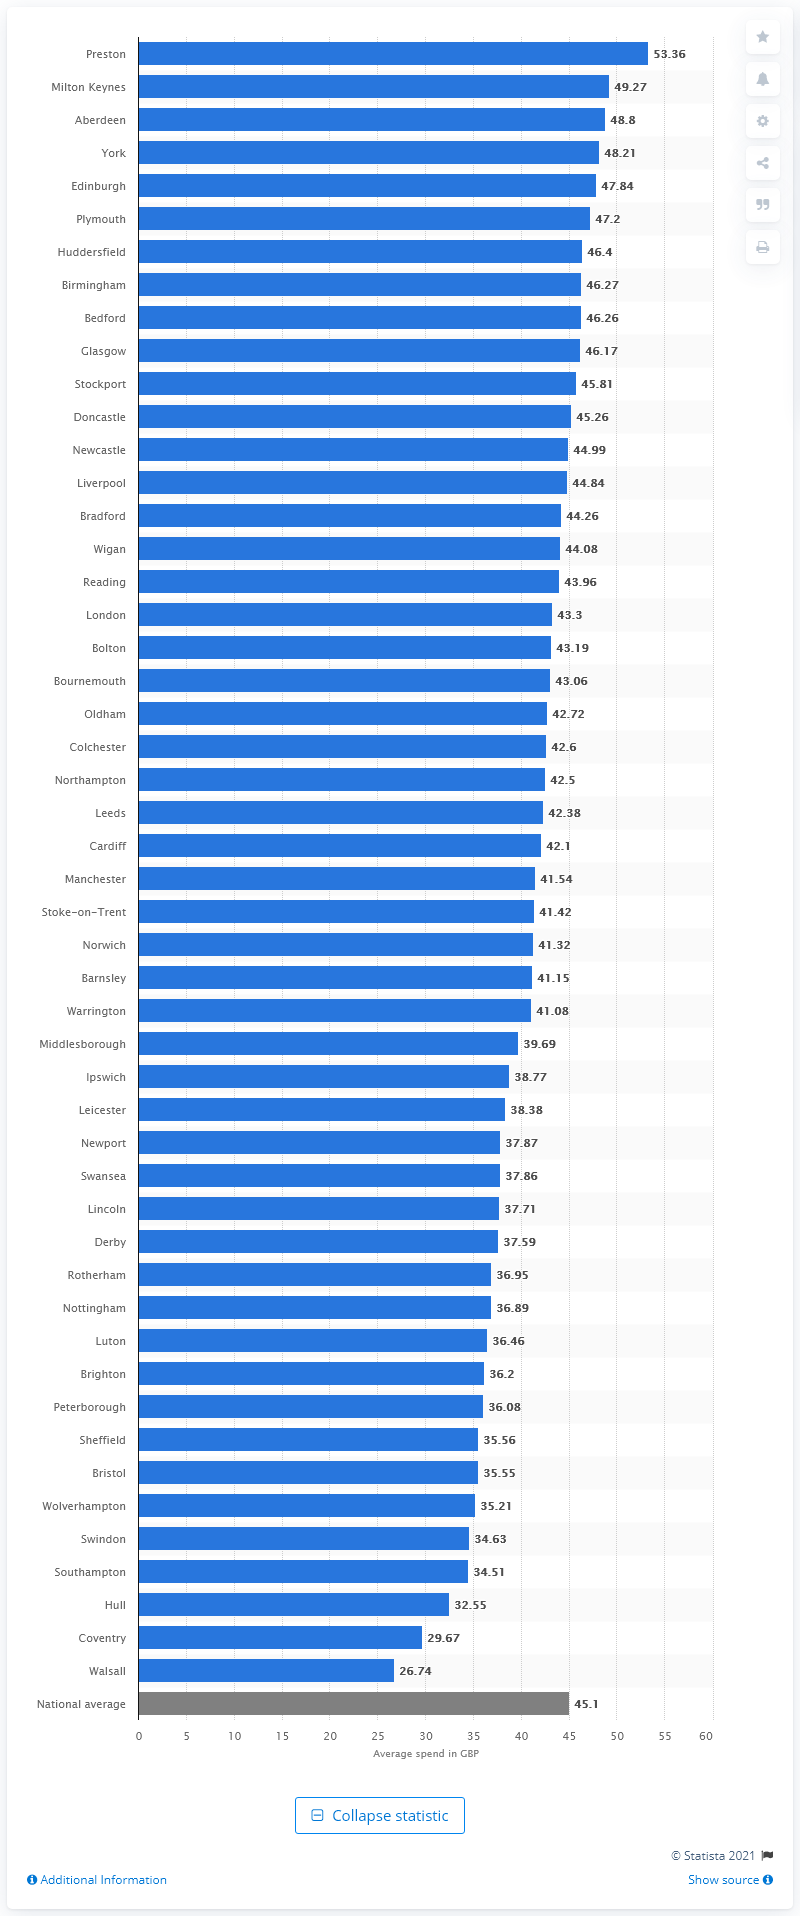 Preston 53.36
Milton Keynes 49.27
Aberdeen 48.8
York 48.21
Edinburgh 47.84
Plymouth 47.2
Huddersfield 46.4
Birmingham 46.27
Bedford 46.26
Glasgow 46.17
Stockport 45.81
Doncastle 45.26
Newcastle 44.99
Liverpool 44.84
Bradford 44.26
Wigan 44.08
Reading 43.96
London 43.3
Bolton 43.19
Bournemouth 43.06
Oldham 42.72
Colchester 42.6
Northampton 42.5
Leeds 42.38
Cardiff 42.1
Manchester 41.54
Stoke-on-Trent 41.42
Norwich 41.32
Barnsley 41.15
Warrington 41.08
Middlesborough 39.69
Ipswich 38.77
Leicester 38.38
Newport 37.87
Swansea 37.86
Lincoln 37.71
Derby 37.59
Rotherham 36.95
Nottingham 36.89
Luton 36.46
Brighton 36.2
Peterborough 36.08
Sheffield 35.56
Bristol 35.55
Wolverhampton 35.21
Swindon 34.63
Southampton 34.51
Hull 32.55
Coventry 29.67
Walsall 26.74
National average 45.1
0 5 10 15 20 25 30 35 40 45 50 55 60
Average spend in GBP
Collapse statistic
© Statista 2021
Additional Information Show source